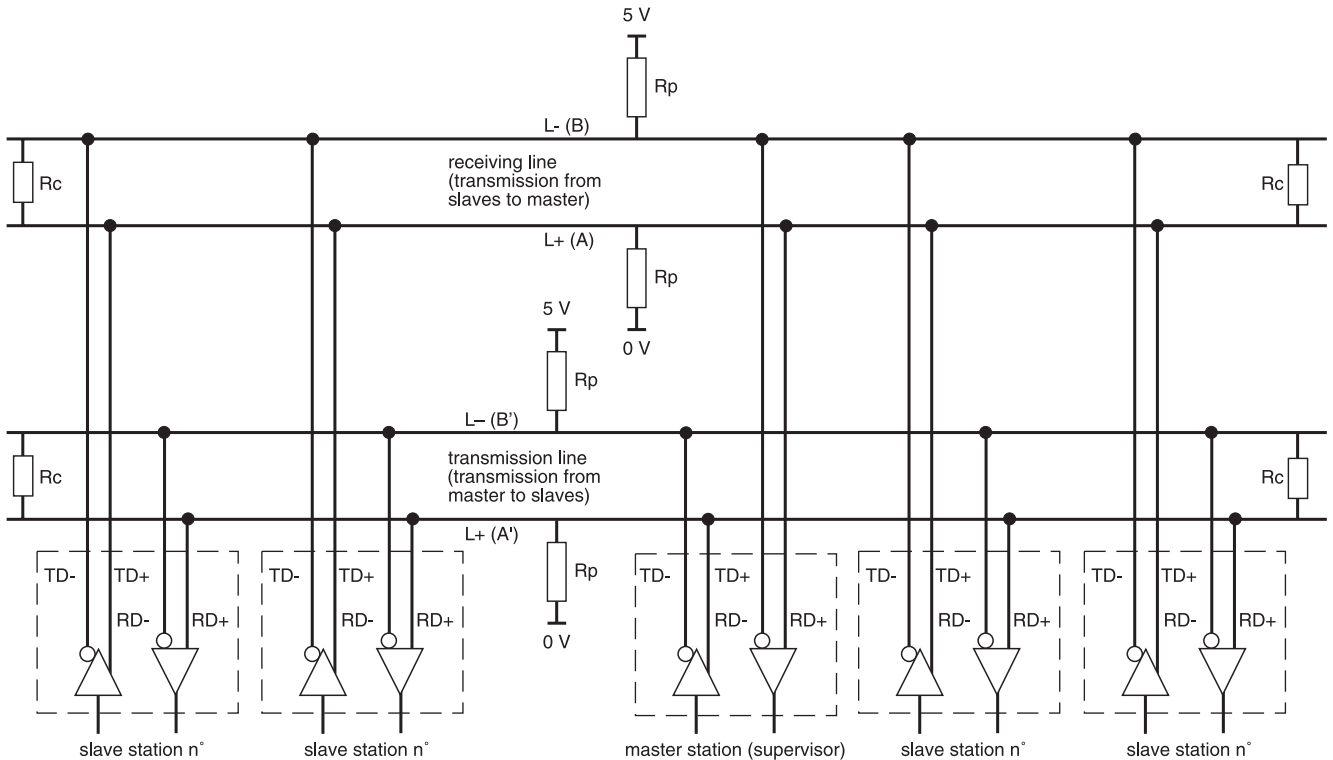 5 V
Rp
L- (B)
receiving line
(transmission from
slaves to master)
Rc
Rc
L+ (A)
Rp
5 V
0 V
Rp
L– (B’)
transmission line
(transmission from
master to slaves)
Rc
Rc
L+ (A')
Rp
0 V
TD-
TD+
RD-
RD+
TD-
TD+
RD-
RD+
TD-
TD+
RD-
RD+
TD-
TD+
RD-
RD+
TD-
TD+
RD-
RD+
slave station n°
slave station n°
master station (supervisor)
slave station n°
slave station n°